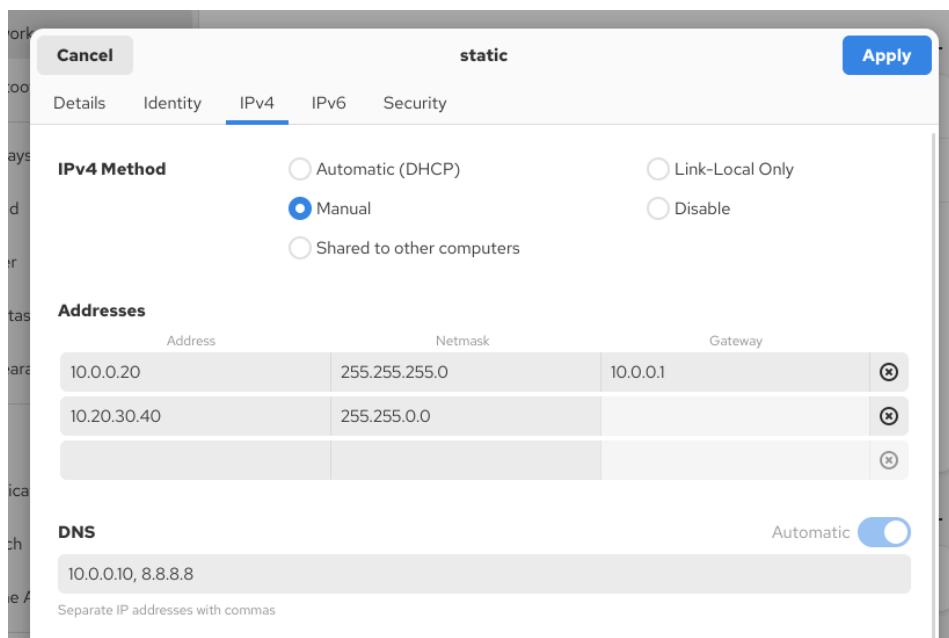 Cancel static Apply
Details Identity IPv4 IPv6 Security
IPv4 Method Automatic (DHCP) Link-Local Only
Manual Disable
Shared to other computers
Addresses
Address Netmask Gateway
10.0.0.20 255.255.255.0 10.0.0.1
10.20.30.40 255.255.0.0
DNS Automatic
10.0.0.10, 8.8.8.8
Separate IP addresses with commas